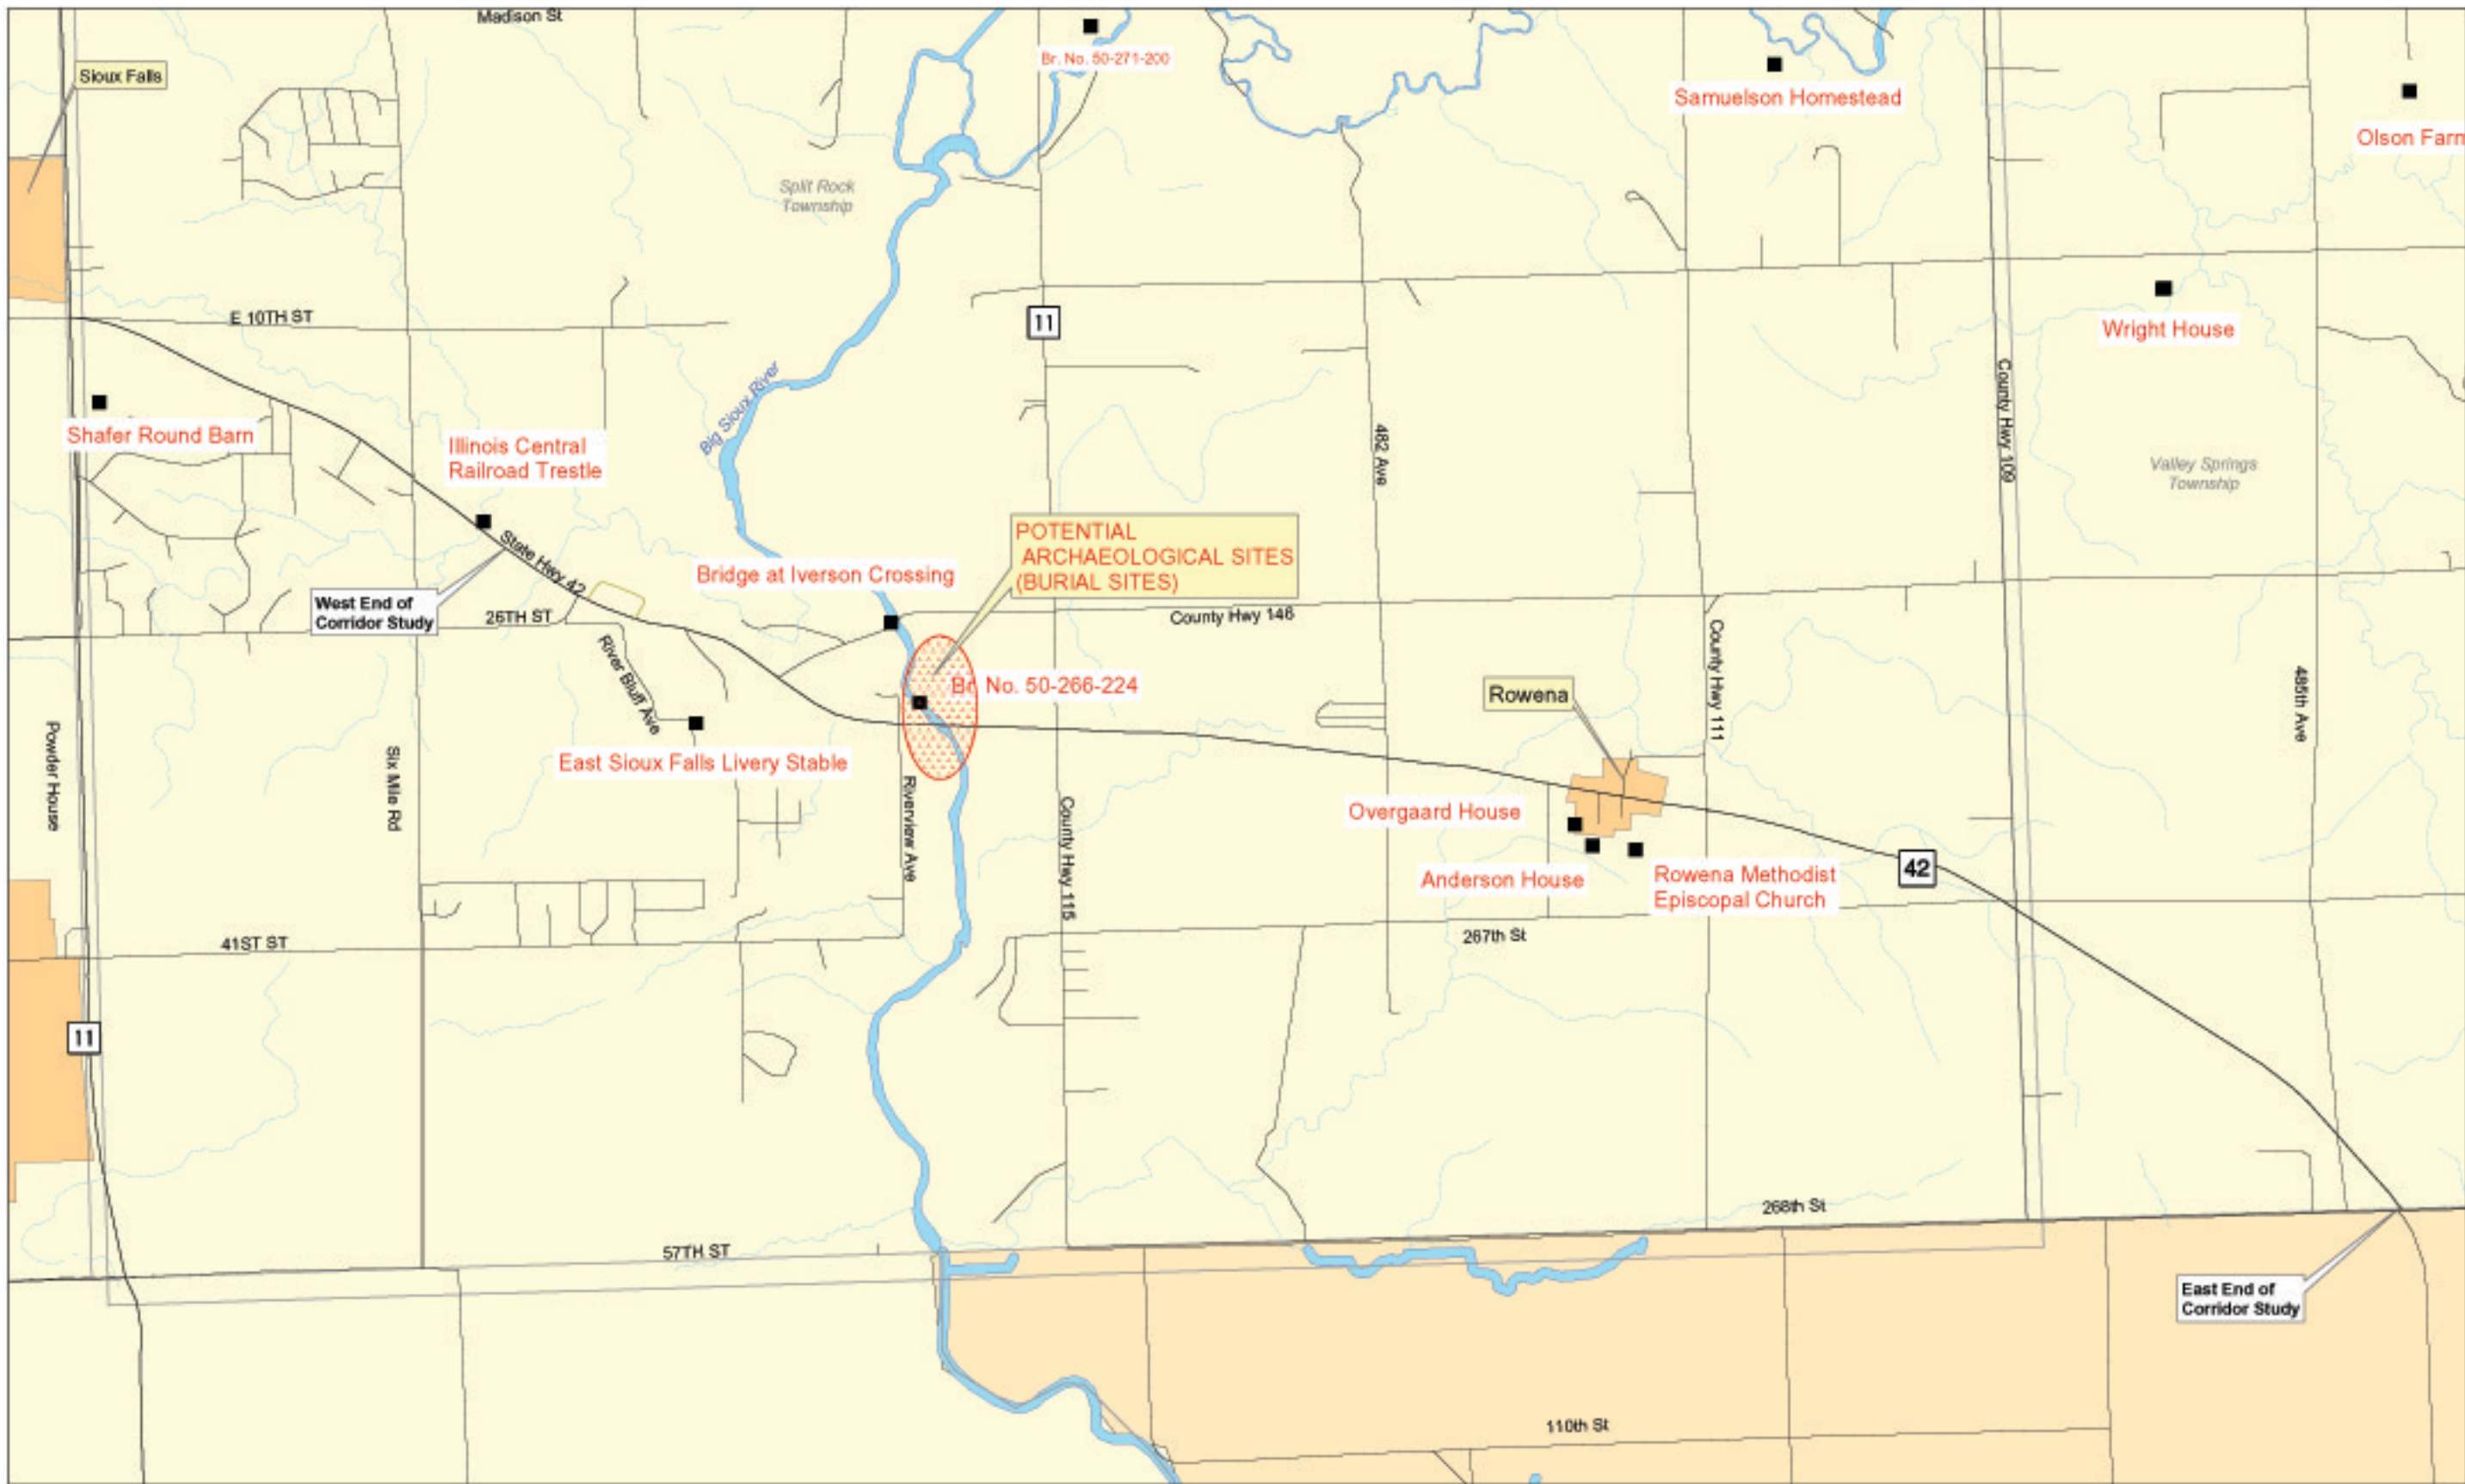 Madison St
Br. No. 50-271-200
Sioux Falls
Samuelson Homestead
Olson Farm
Split Rock
Township
E 10TH ST
11
Wright House
Big Sioux River
County Hwy 109
Shafer Round Barn
Illinois Central
Railroad Trestle
482 Ave
Valley Springs
Township
State Hwy 42
POTENTIAL
ARCHAEOLOGICAL SITES
(BURIAL SITES)
Bridge at Iverson Crossing
West End of
Corridor Study
26TH ST
County Hwy 146
River Bluff Ave
County Hwy 111
Br. No. 50-266-224
Rowena
485th Ave
Powder House
Six Mile Rd
East Sioux Falls Livery Stable
Riverview Ave
County Hwy 115
Overgaard House
42
Anderson House
Rowena Methodist
Episcopal Church
41ST ST
267th St
11
268th St
57TH ST
East End of
Corridor Study
110th St